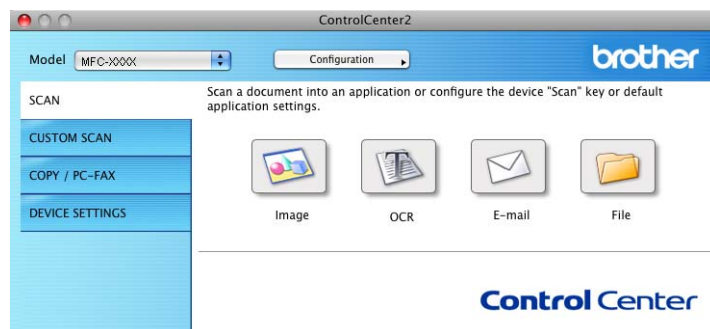 ControlCenter2
Model MFC-XXXX Configuration
brother
SCAN
CUSTOM SCAN
COPY / PC-FAX
DEVICE SETTINGS
Scan a document into an application or configure the device "Scan" key or default
application settings.
Image OCR E-mail File
Control Center